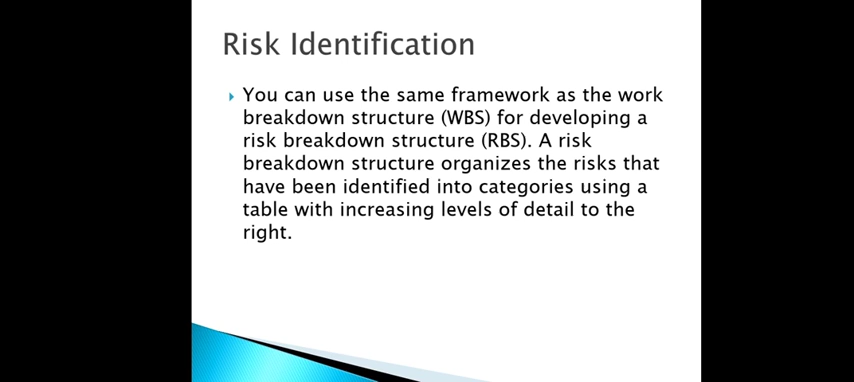 Risk Identification
You can use the same framework as the work
breakdown structure (WBS) for developing a
risk breakdown structure (RBS). A risk
breakdown structure organizes the risks that
have been identified into categories using a
table with increasing levels of detail to the
right.